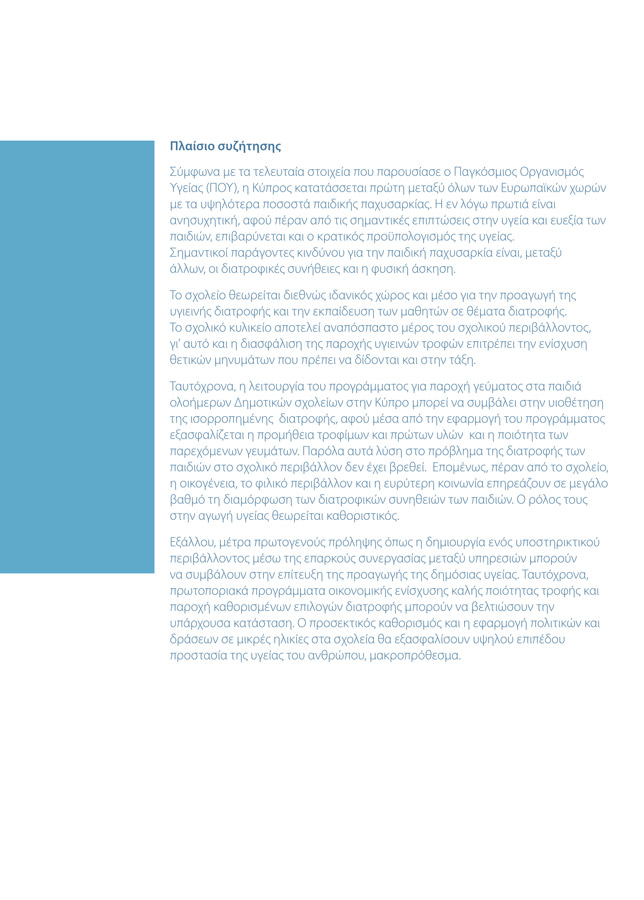 Πλαίσιο συζήτησης
Σύμφωνα με τα τελευταία στοιχεία που παρουσίασε ο Παγκόσμιος Οργανισμός
Υγείας (ΠΟΥ), η Κύπρος κατατάσσεται πρώτη μεταξύ όλων των Ευρωπαϊκών χωρών
με τα υψηλότερα ποσοστά παιδικής παχυσαρκίας. Η εν λόγω πρωτιά είναι
ανησυχητική, αφού πέραν από τις σημαντικές επιπτώσεις στην υγεία και ευεξία των
παιδιών, επιβαρύνεται και ο κρατικός προϋπολογισμός της υγείας.
Σημαντικοί παράγοντες κινδύνου για την παιδική παχυσαρκία είναι, μεταξύ
άλλων, οι διατροφικές συνήθειες και η φυσική άσκηση.
Το σχολείο θεωρείται διεθνώς ιδανικός χώρος και μέσο για την προαγωγή της
υγιεινής διατροφής και την εκπαίδευση των μαθητών σε θέματα διατροφής.
Το σχολικό κυλικείο αποτελεί αναπόσπαστο μέρος του σχολικού περιβάλλοντος,
γι' αυτό και η διασφάλιση της παροχής υγιεινών τροφών επιτρέπει την ενίσχυση
θετικών μηνυμάτων που πρέπει να δίδονται και στην τάξη.
Ταυτόχρονα, η λειτουργία του προγράμματος για παροχή γεύματος στα παιδιά
ολοήμερων Δημοτικών σχολείων στην Κύπρο μπορεί να συμβάλει στην υιοθέτηση
της ισορροπημένης διατροφής, αφού μέσα από την εφαρμογή του προγράμματος
εξασφαλίζεται η προμήθεια τροφίμων και πρώτων υλών και η ποιότητα των
παρεχόμενων γευμάτων. Παρόλα αυτά λύση στο πρόβλημα της διατροφής των
παιδιών στο σχολικό περιβάλλον δεν έχει βρεθεί. Επομένως, πέραν από το σχολείο,
η οικογένεια, το φιλικό περιβάλλον και η ευρύτερη κοινωνία επηρεάζουν σε μεγάλο
βαθμό τη διαμόρφωση των διατροφικών συνηθειών των παιδιών. Ο ρόλος τους
στην αγωγή υγείας θεωρείται καθοριστικός.
Εξάλλου, μέτρα πρωτογενούς πρόληψης όπως η δημιουργία ενός υποστηρικτικού
περιβάλλοντος μέσω της επαρκούς συνεργασίας μεταξύ υπηρεσιών μπορούν
να συμβάλουν στην επίτευξη της προαγωγής της δημόσιας υγείας. Ταυτόχρονα,
πρωτοποριακά προγράμματα οικονομικής ενίσχυσης καλής ποιότητας τροφής και
παροχή καθορισμένων επιλογών διατροφής μπορούν να βελτιώσουν την
υπάρχουσα κατάσταση. Ο προσεκτικός καθορισμός και η εφαρμογή πολιτικών και
δράσεων σε μικρές ηλικίες στα σχολεία θα εξασφαλίσουν υψηλού επιπέδου
προστασία της υγείας του ανθρώπου, μακροπρόθεσμα.